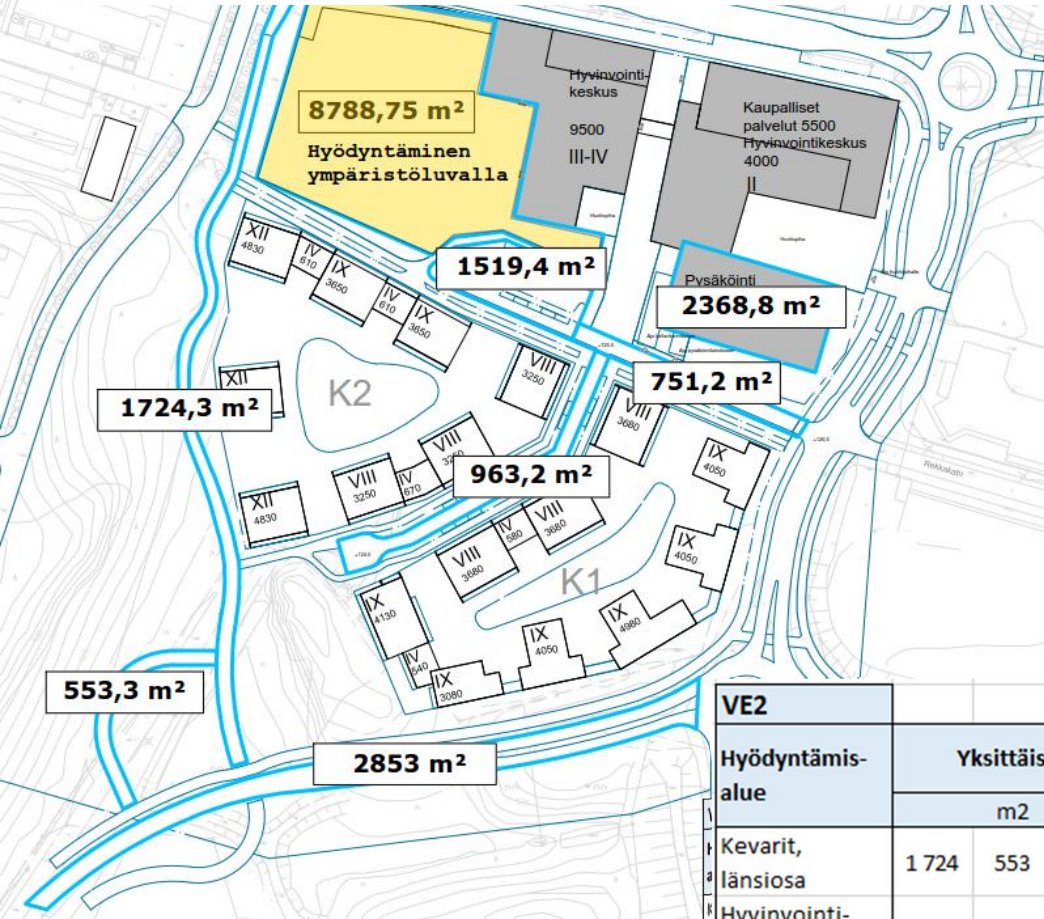 8788,75 m²
Hyödyntäminen
ympäristöluvalla
Hyvinvointi-
keskus
9500
III-IV
Kaupalliset
palvelut 5500
Hyvinvointikeskus
4000
II
XII
4830
IV
610
IX
3650
IV
610
IX
3650
1519,4 m²
Pysäköinti
2368,8 m²
VIII
3250
751,2 m²
XII
1724,3 m²
K2
VIII
3680
IX
4050
Rekkakatu
VIII
3250
IV
670
VIII
3250
963,2 m²
XII
4830
VIII
3680
IV
580
VIII
3680
IX
4050
K1
IX
4130
IX
4980
IX
4050
IV
540
IX
3080
553,3 m²
2853 m²
VE2
Hyödyntämis-
alue
Yksittäis
m2
Kevarit,
länsiosa
1 724 553
Hyvinvointi-